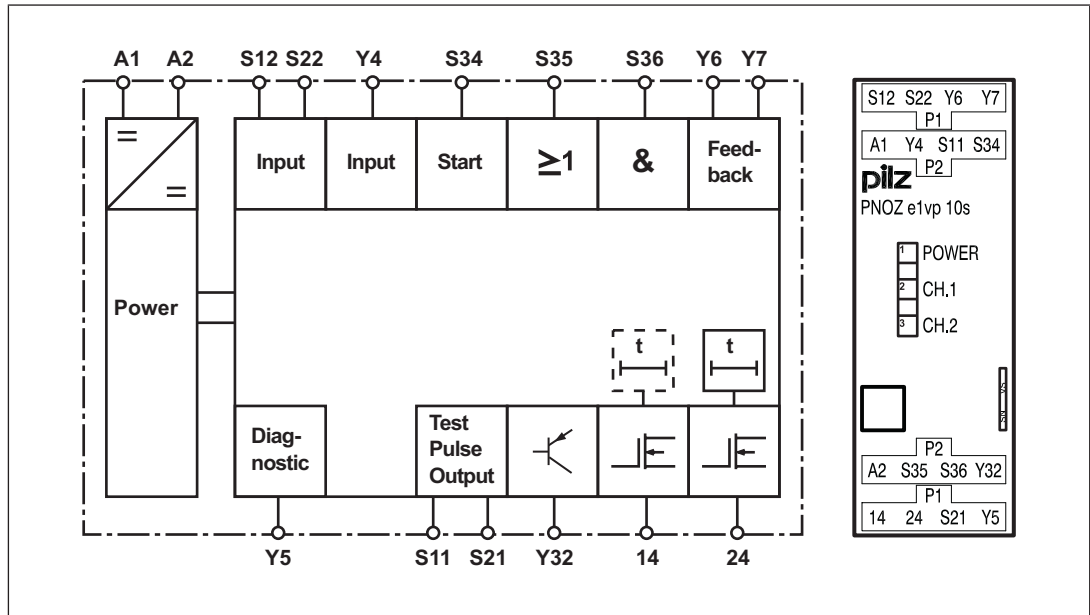 A1 A2 S12 S22 Y4 S34 S35 S36 Y6 Y7
= =
Input Input Start ≥1 & Feed-
back
Power
t t
Diag-
nostic
Test
Pulse
Output
Y5 S11 S21 Y32 14 24
S12 S22 Y6 Y7
P1
A1 Y4 S11 S34
P2
pilz
PNOZ e1vp 10s
1 POWER
2 CH.1
3 CH.2
P2
A2 S35 S36 Y32
P1
14 24 S21 Y5